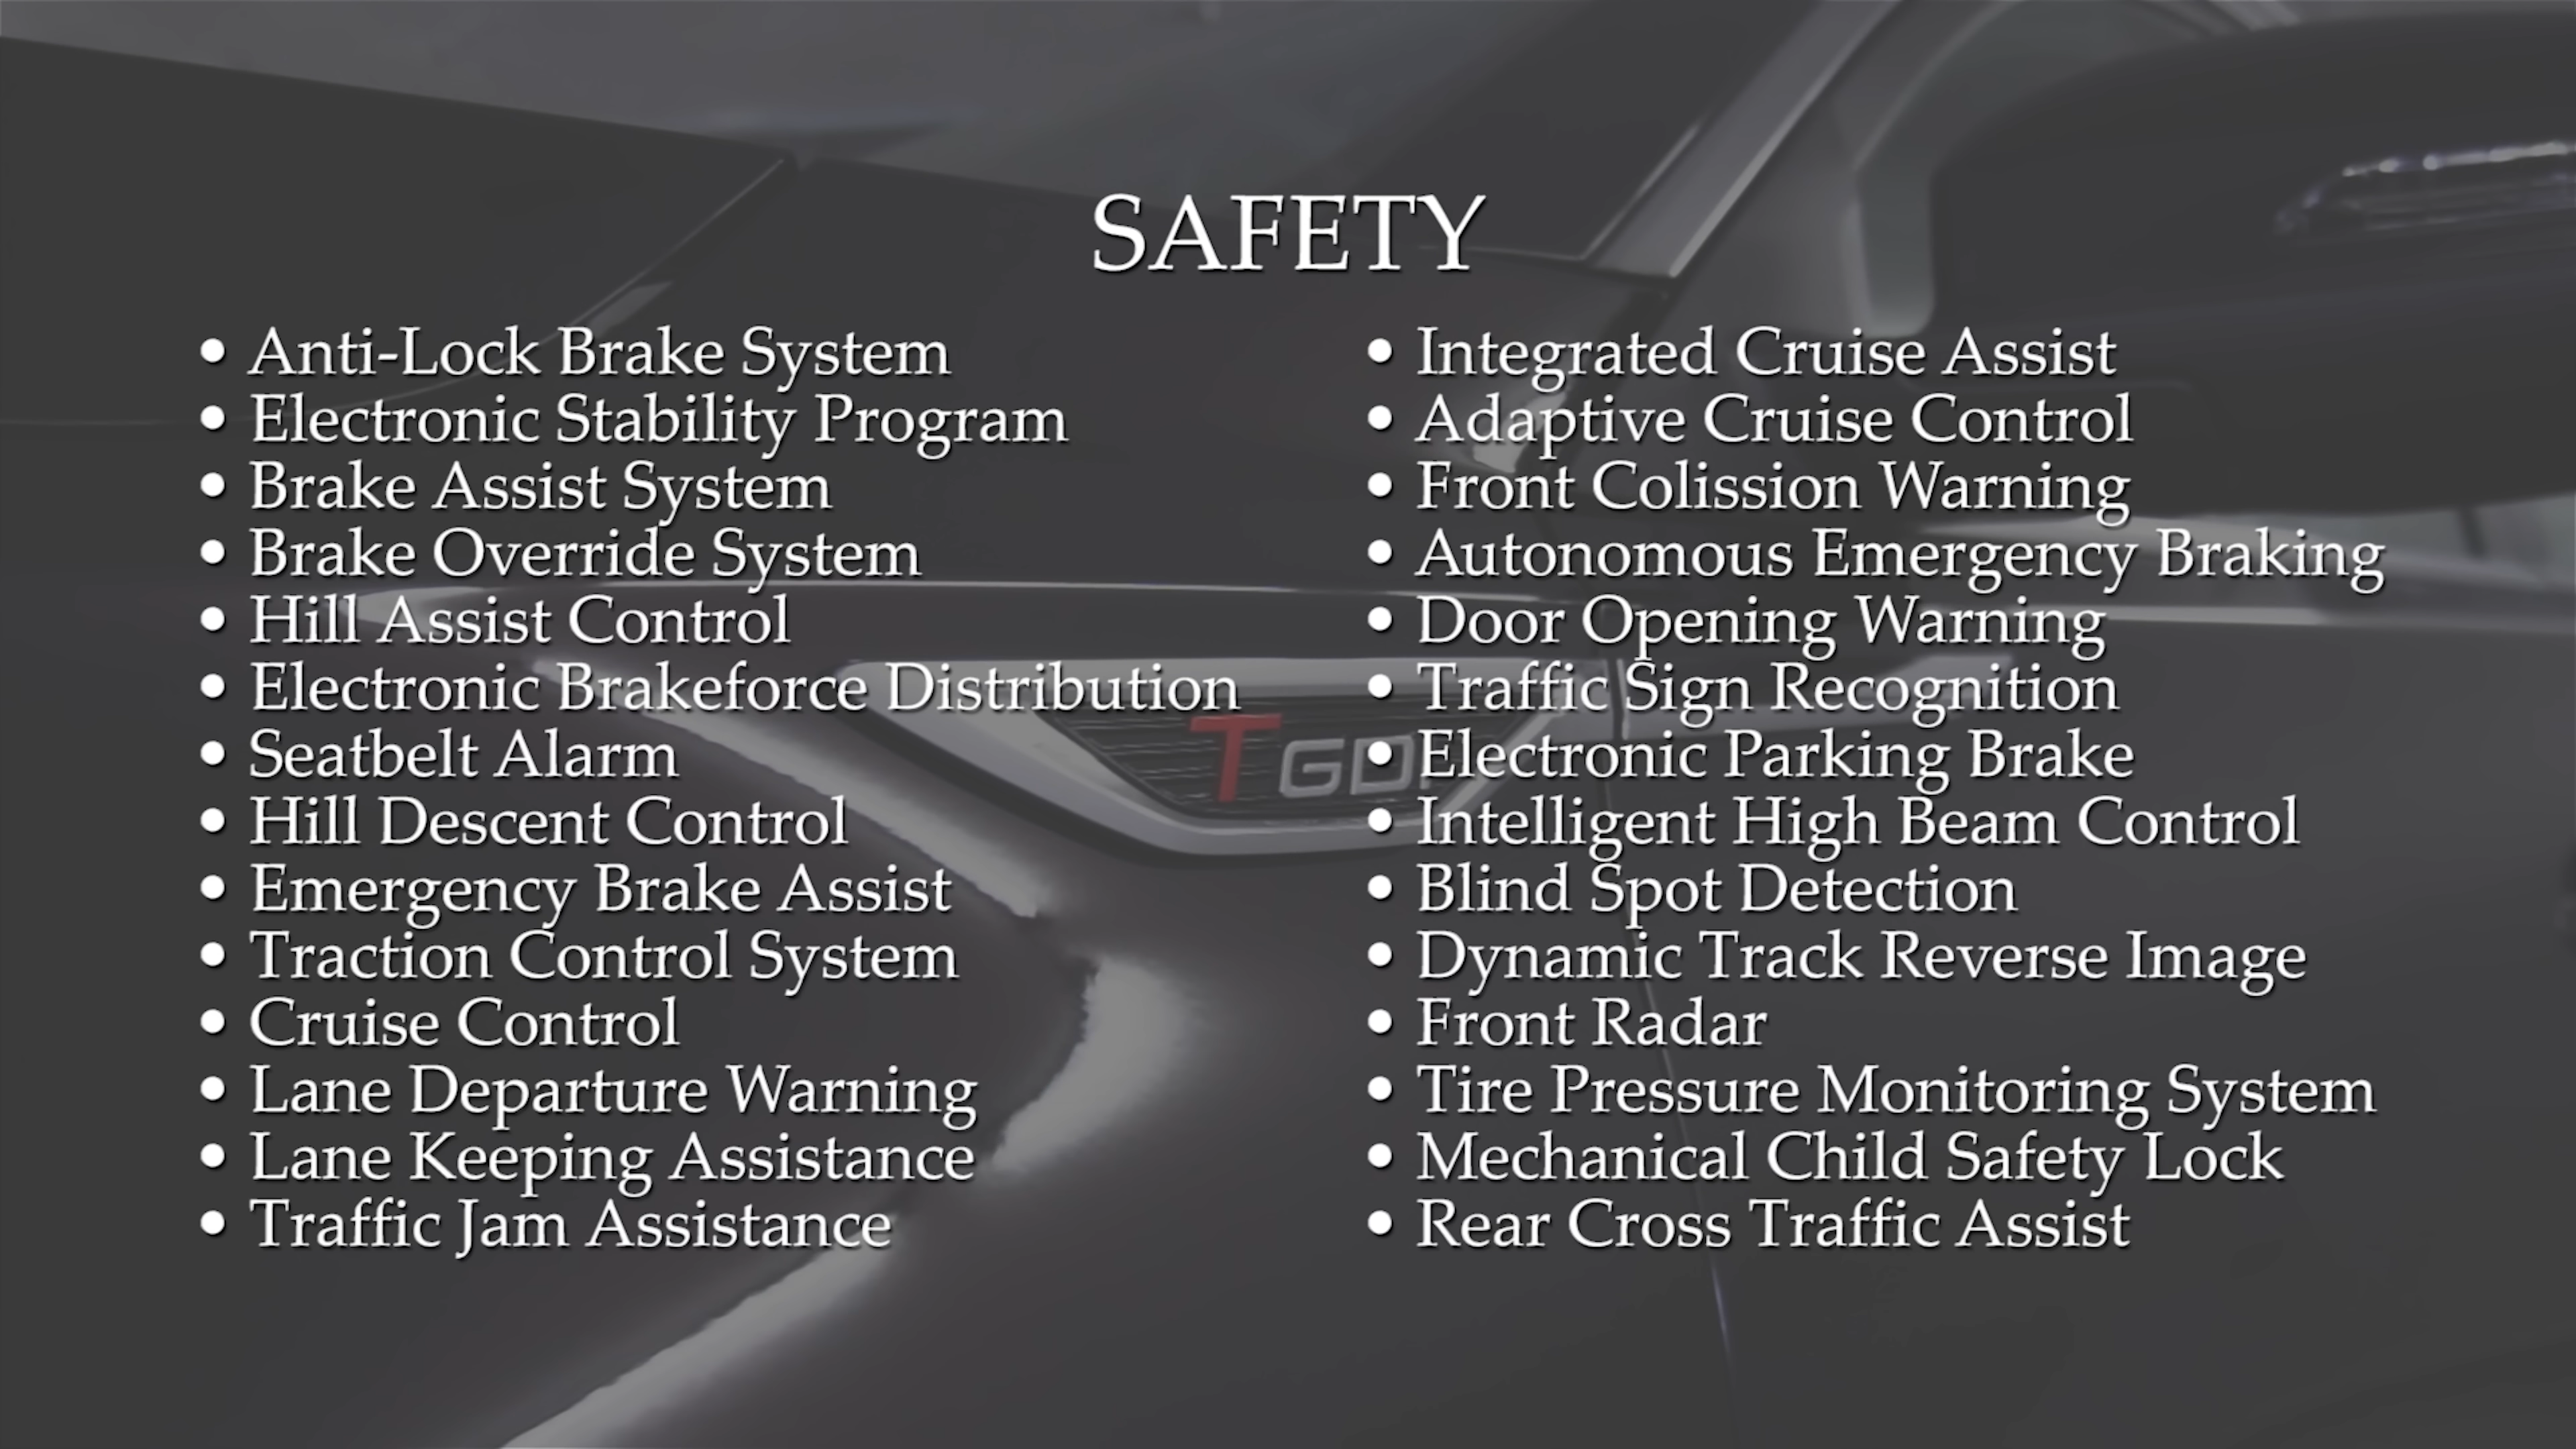 SAFETY
• Anti-Lock Brake System
• Electronic Stability Program
• Brake Assist System
• Brake Override System
• Hill Assist Control
• Electronic Brakeforce Distribution
• Seatbelt Alarm
• Hill Descent Control
• Emergency Brake Assist
• Traction Control System
• Cruise Control
• Lane Departure Warning
• Lane Keeping Assistance
• Traffic Jam Assistance
• Integrated Cruise Assist
• Adaptive Cruise Control
• Front Colission Warning
• Autonomous Emergency Braking
• Door Opening Warning
• Traffic Sign Recognition
• Electronic Parking Brake
• Intelligent High Beam Control
• Blind Spot Detection
• Dynamic Track Reverse Image
• Front Radar
• Tire Pressure Monitoring System
• Mechanical Child Safety Lock
• Rear Cross Traffic Assist